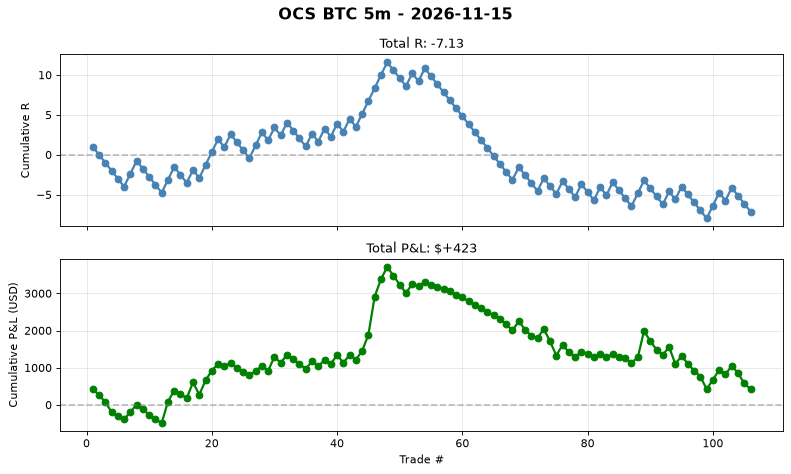 OCS BTC 5m - 2026-11-15
Total R: -7.13
Cumulative R
10
5
0
−5
Total P&L: $+423
Cumulative P&L (USD)
3000
2000
1000
0
0
20
40
60
80
100
Trade #